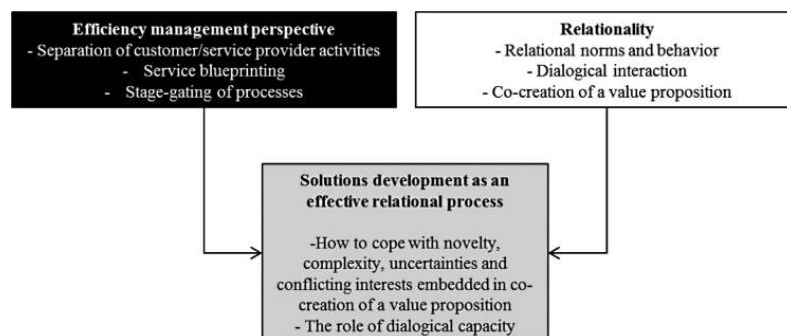 Efficiency management perspective
- Separation of customer/service provider activities
- Service blueprinting
- Stage-gating of processes
Relationality
- Relational norms and behavior
- Dialogical interaction
- Co-creation of a value proposition
Solutions development as an
effective relational process
-How to cope with novelty,
complexity, uncertainties and
conflicting interests embedded in co-
creation of a value proposition
- The role of dialogical capacity